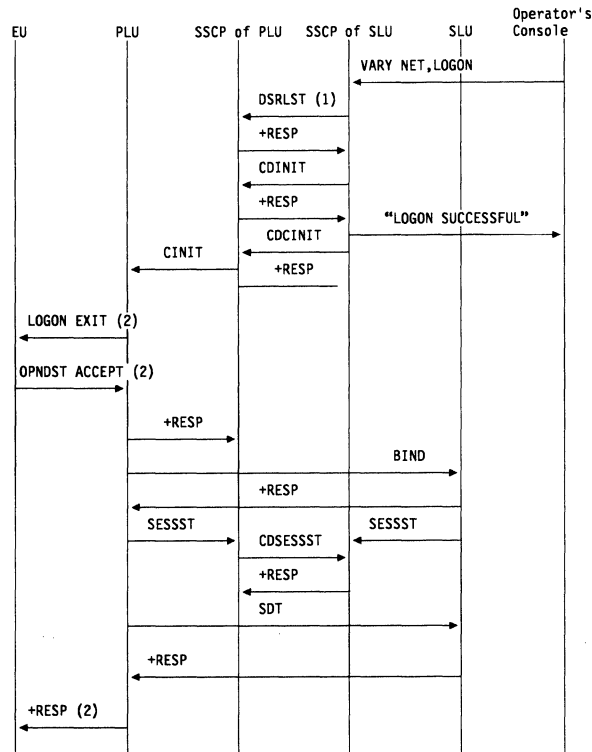 Operator's
EU PLU SSCP of PLU SSCP of SLU SLU Console
VARY NET,LOGON
DSRLST (1)
+RESP
CDINIT
+RESP
"LOGON SUCCESSFUL"
CDCINIT
CINIT
+RESP
LOGON EXIT (2)
OPNDST ACCEPT (2)
+RESP
BIND
+RESP
SESSST SESSST
CDSESSST
+RESP
SDT
+RESP
+RESP (2)